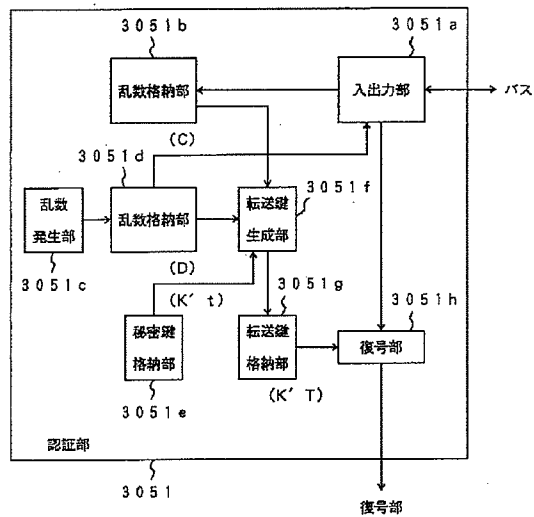 3051b
3051a
乱数格納部
入出力部
バス
(C)
3051d
3051f
乱数
発生部
乱数格納部
転送鍵
生成部
3051c
(D)
(K' t)
3051g
3051h
秘密鍵
格納部
転送鍵
格納部
復号部
(K' T)
3051e
認証部
3051
復号部